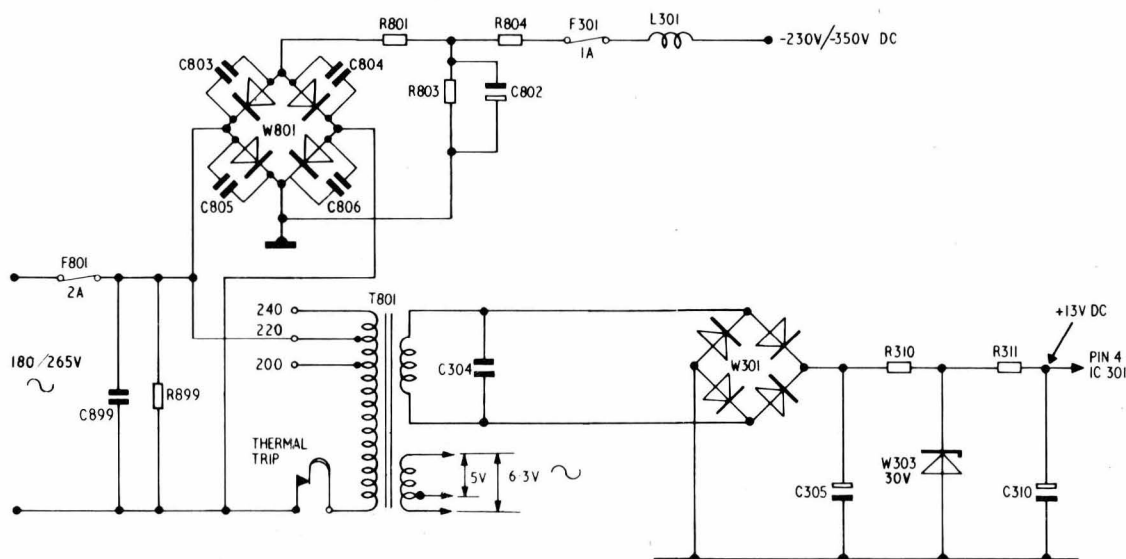 R801
R804
F301
1A
L301
-230V/-350V DC
C803
C804
R803
C802
W801
C805
C806
F801
2A
T801
240
220
200
180/265V
C899
R899
THERMAL
TRIP
C304
5V
6·3V
W301
+13V DC
R310
R311
PIN 4
IC 301
C305
W303
30V
C310